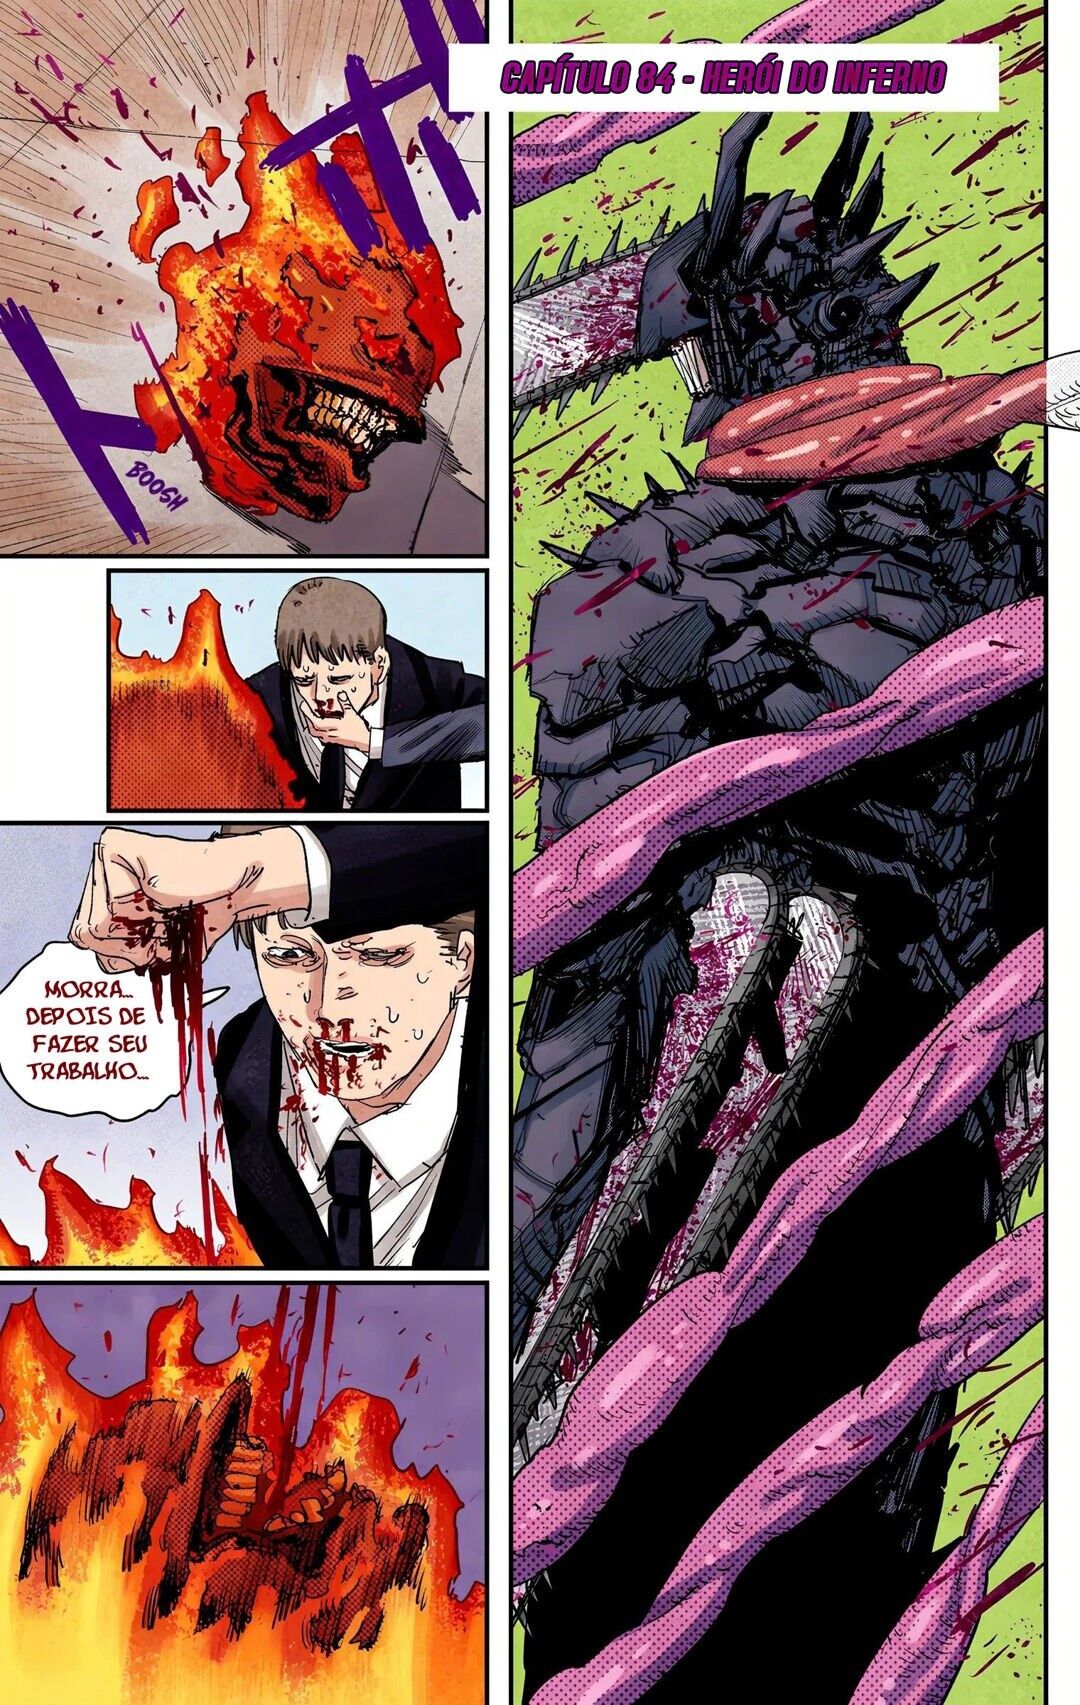 CAPÍTULO 84 - HERÓI DO INFERNO
BOOSH
MORRA...
DEPOIS DE
FAZER SEU
TRABALHO...